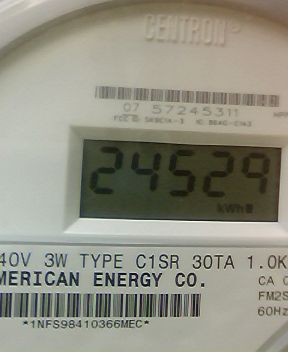 CENTRON®
07 57245311
24529
kWh
40V 3W TYPE C1SR 30TA 1.0K
MERICAN ENERGY CO.
CA
FM2S
60Hz
*1NFS98410366MEC*